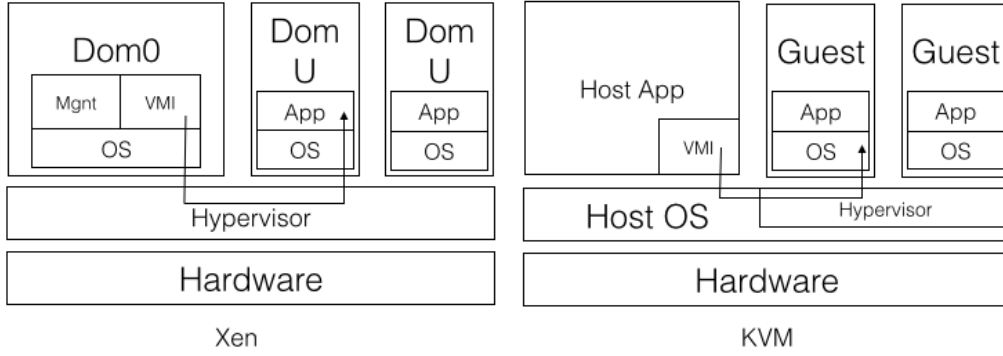 Dom0
Mgnt
VMI
OS
Dom
U
App
OS
Dom
U
App
OS
Hypervisor
Hardware
Xen
Host App
VMI
Guest
App
OS
Guest
App
OS
Host OS
Hypervisor
Hardware
KVM